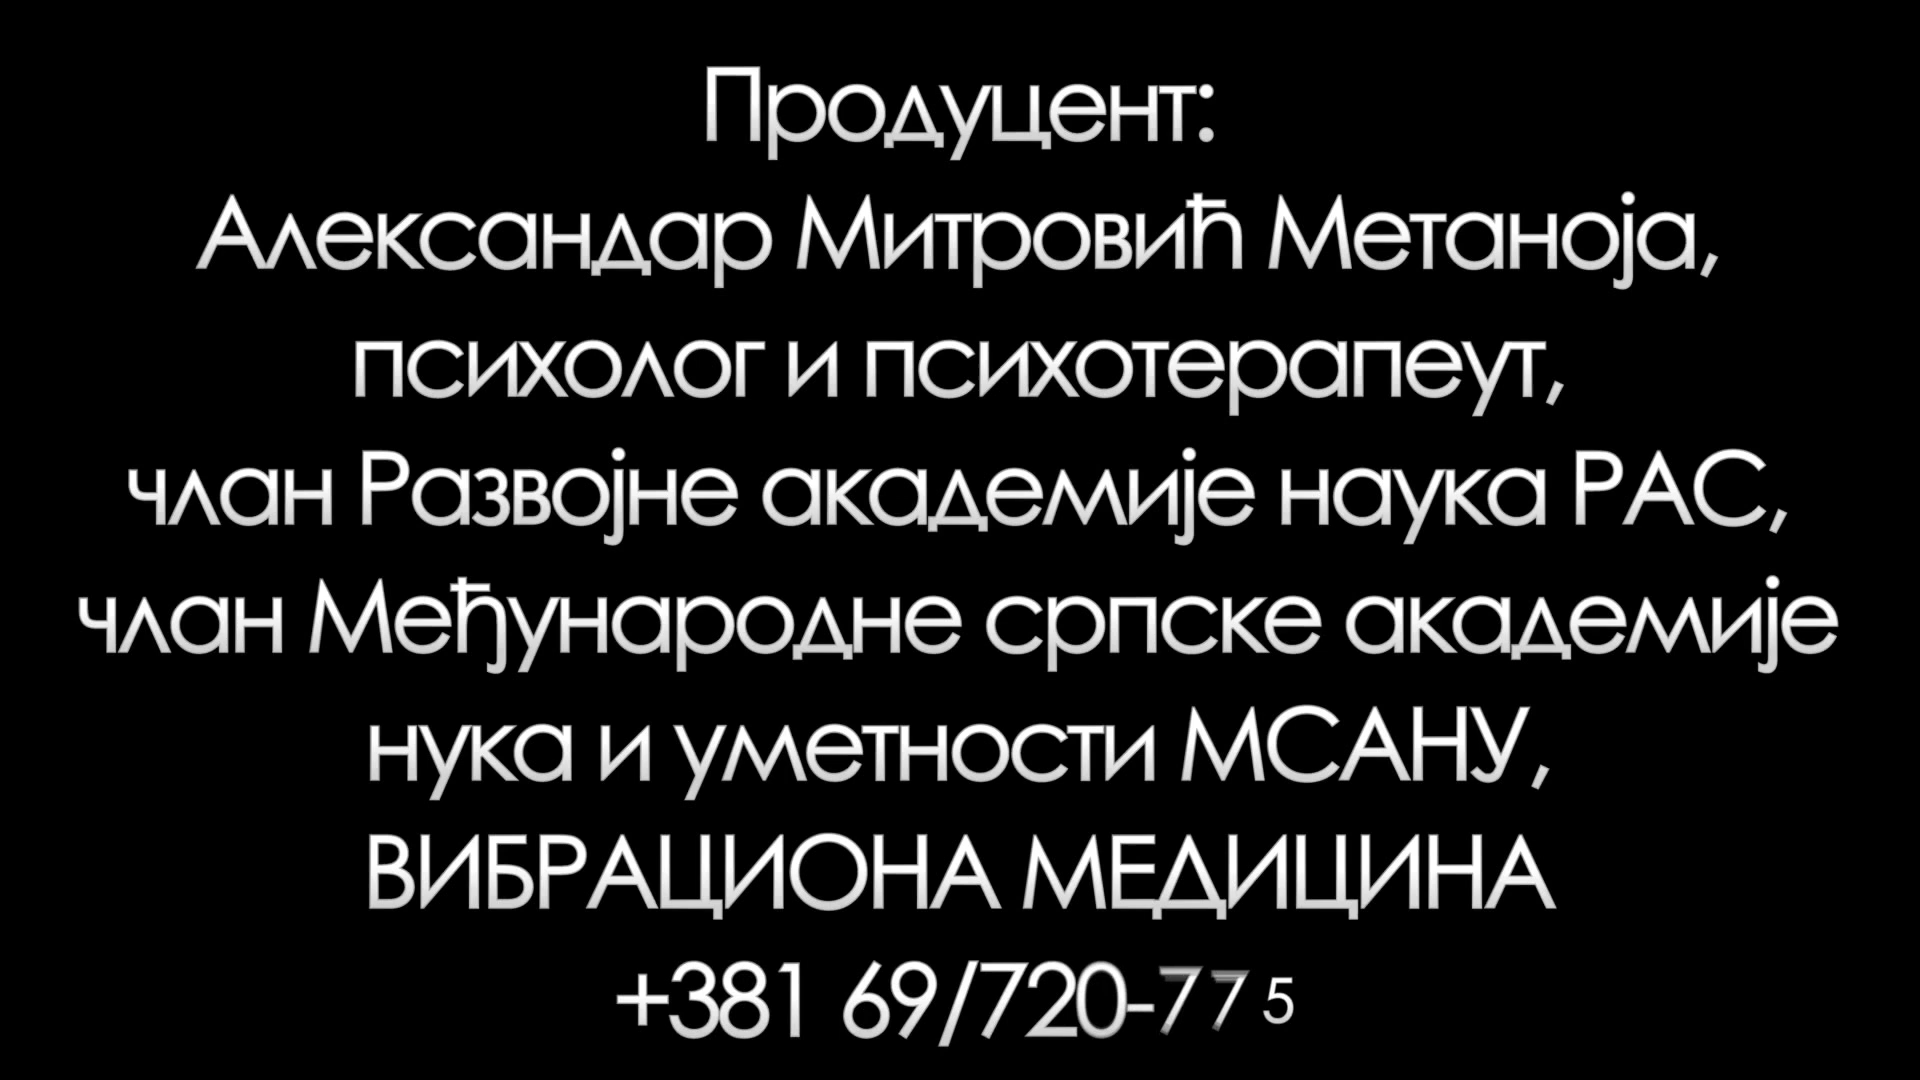 Продуцент:
Александар Митровић Метаноја,
психолог и психотерапеут,
члан Развојне академије наука РАС,
члан Међународне српске академије
нука и уметности МСАНУ,
ВИБРАЦИОНА МЕДИЦИНА
+381 69/720-775